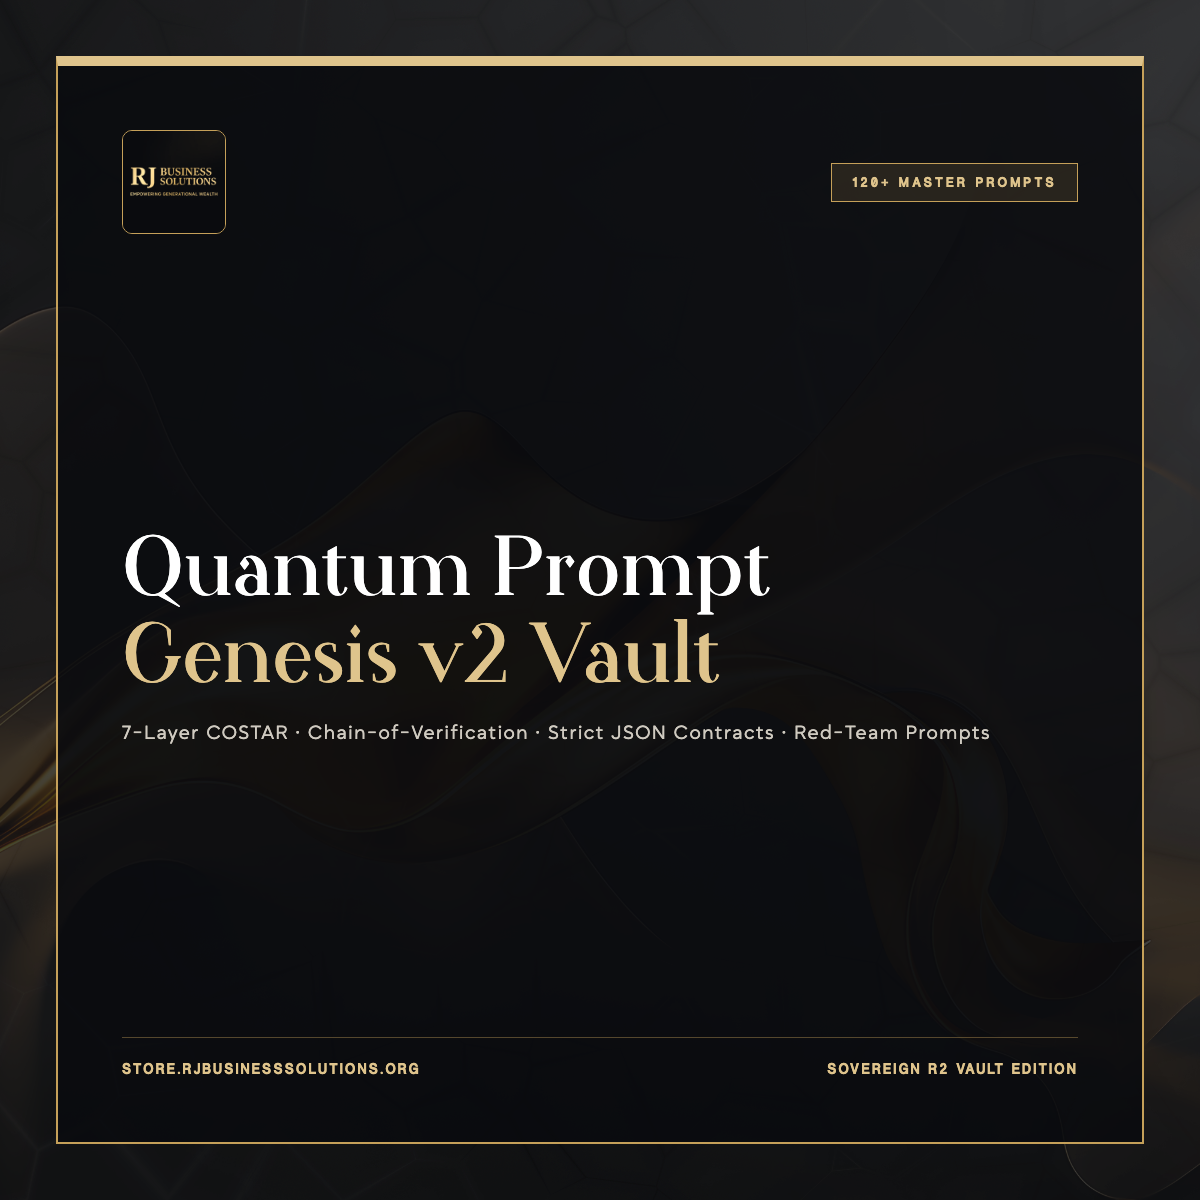 RJ BUSINESS
SOLUTIONS
EMPOWERING GENERATIONAL WEALTH
120+ MASTER PROMPTS
Quantum Prompt
Genesis v2 Vault
7-Layer COSTAR · Chain-of-Verification · Strict JSON Contracts · Red-Team Prompts
STORE.RJBUSINESSSOLUTIONS.ORG
SOVEREIGN R2 VAULT EDITION